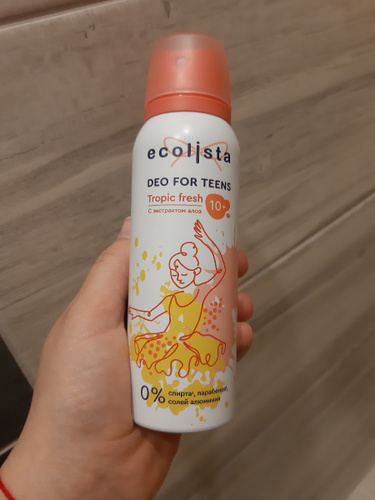 ecolista
DEO FOR TEENS
Tropic fresh
10+
С экстрактом алоэ
0% спирта, парабенов,
солей алюминия